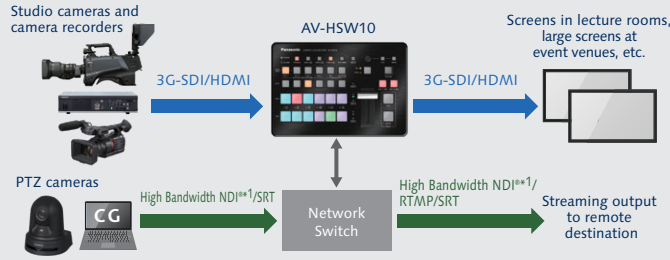 Studio cameras and
camera recorders
AV-HSW10
Screens in lecture rooms,
large screens at
event venues, etc.
3G-SDI/HDMI
3G-SDI/HDMI
Panasonic
PTZ cameras
CG
High Bandwidth NDI®*1/SRT
Network
Switch
High Bandwidth NDI®*1/
RTMP/SRT
Streaming output
to remote
destination